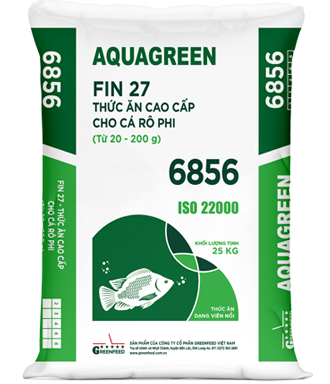 AQUAGREEN
FIN 27
THỨC ĂN CAO CẤP
CHO CÁ RÔ PHI
(Từ 20 - 200 g)
6856
ISO 22000
KHỐI LƯỢNG TỊNH
25 KG
THỨC ĂN
DẠNG VIÊN NỔI
6856
FIN 27 - THỨC ĂN CAO CẤP
CHO CÁ RÔ PHI
6856
AQUAGREEN
GREENFEED
SẢN PHẨM CỦA CÔNG TY CỔ PHẦN GREENFEED VIỆT NAM
Website: www.greenfeed.com.vn